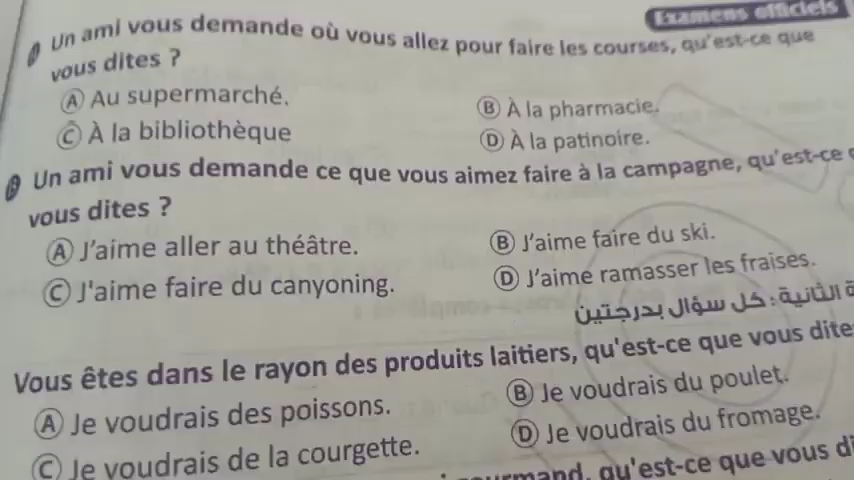 Examens officiels
Un ami vous demande où vous allez pour faire les courses, qu'est-ce que
vous dites ?
Ⓐ Au supermarché.
Ⓑ À la pharmacie.
Ⓒ À la bibliothèque
Ⓓ À la patinoire.
Un ami vous demande ce que vous aimez faire à la campagne, qu'est-ce
vous dites ?
Ⓐ J'aime aller au théâtre.
Ⓑ J'aime faire du ski.
Ⓒ J'aime faire du canyoning.
Ⓓ J'aime ramasser les fraises.
الثانية: كل سؤال بدرجتين
Vous êtes dans le rayon des produits laitiers, qu'est-ce que vous dite
Ⓐ Je voudrais des poissons.
Ⓑ Je voudrais du poulet.
Ⓒ Je voudrais de la courgette.
Ⓓ Je voudrais du fromage.
qu'est-ce que vous di